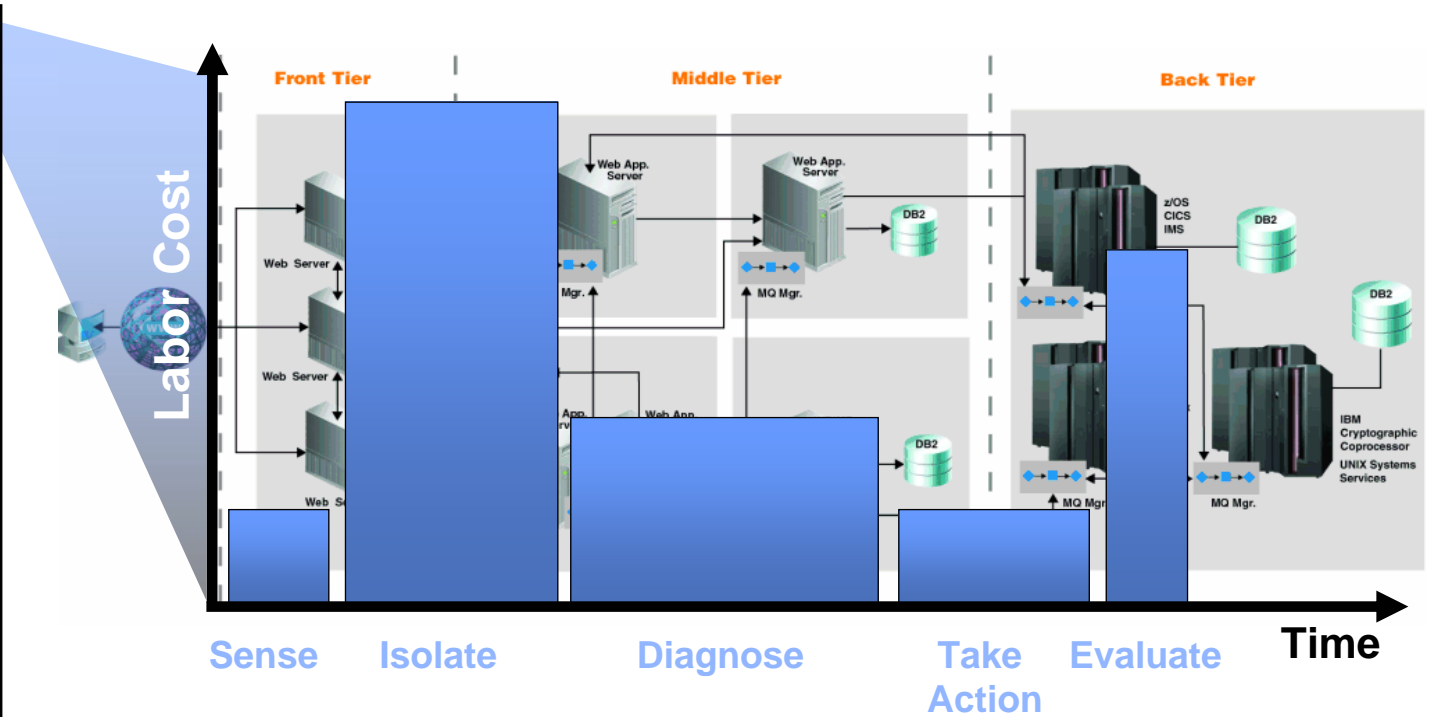 Front Tier
Middle Tier
Back Tier
Labor Cost
Web Server
Web Server
Web
Web App.
Server
Mgr.
Web App.
Server
DB2
MQ Mgr.
App.
Web App
DB2
z/OS
CICS
IMS
DB2
DB2
IBM
Cryptographic
Coprocessor
UNIX Systems
Services
MQ Mgr
MQ Mgr.
Sense
Isolate
Diagnose
Take
Action
Evaluate
Time